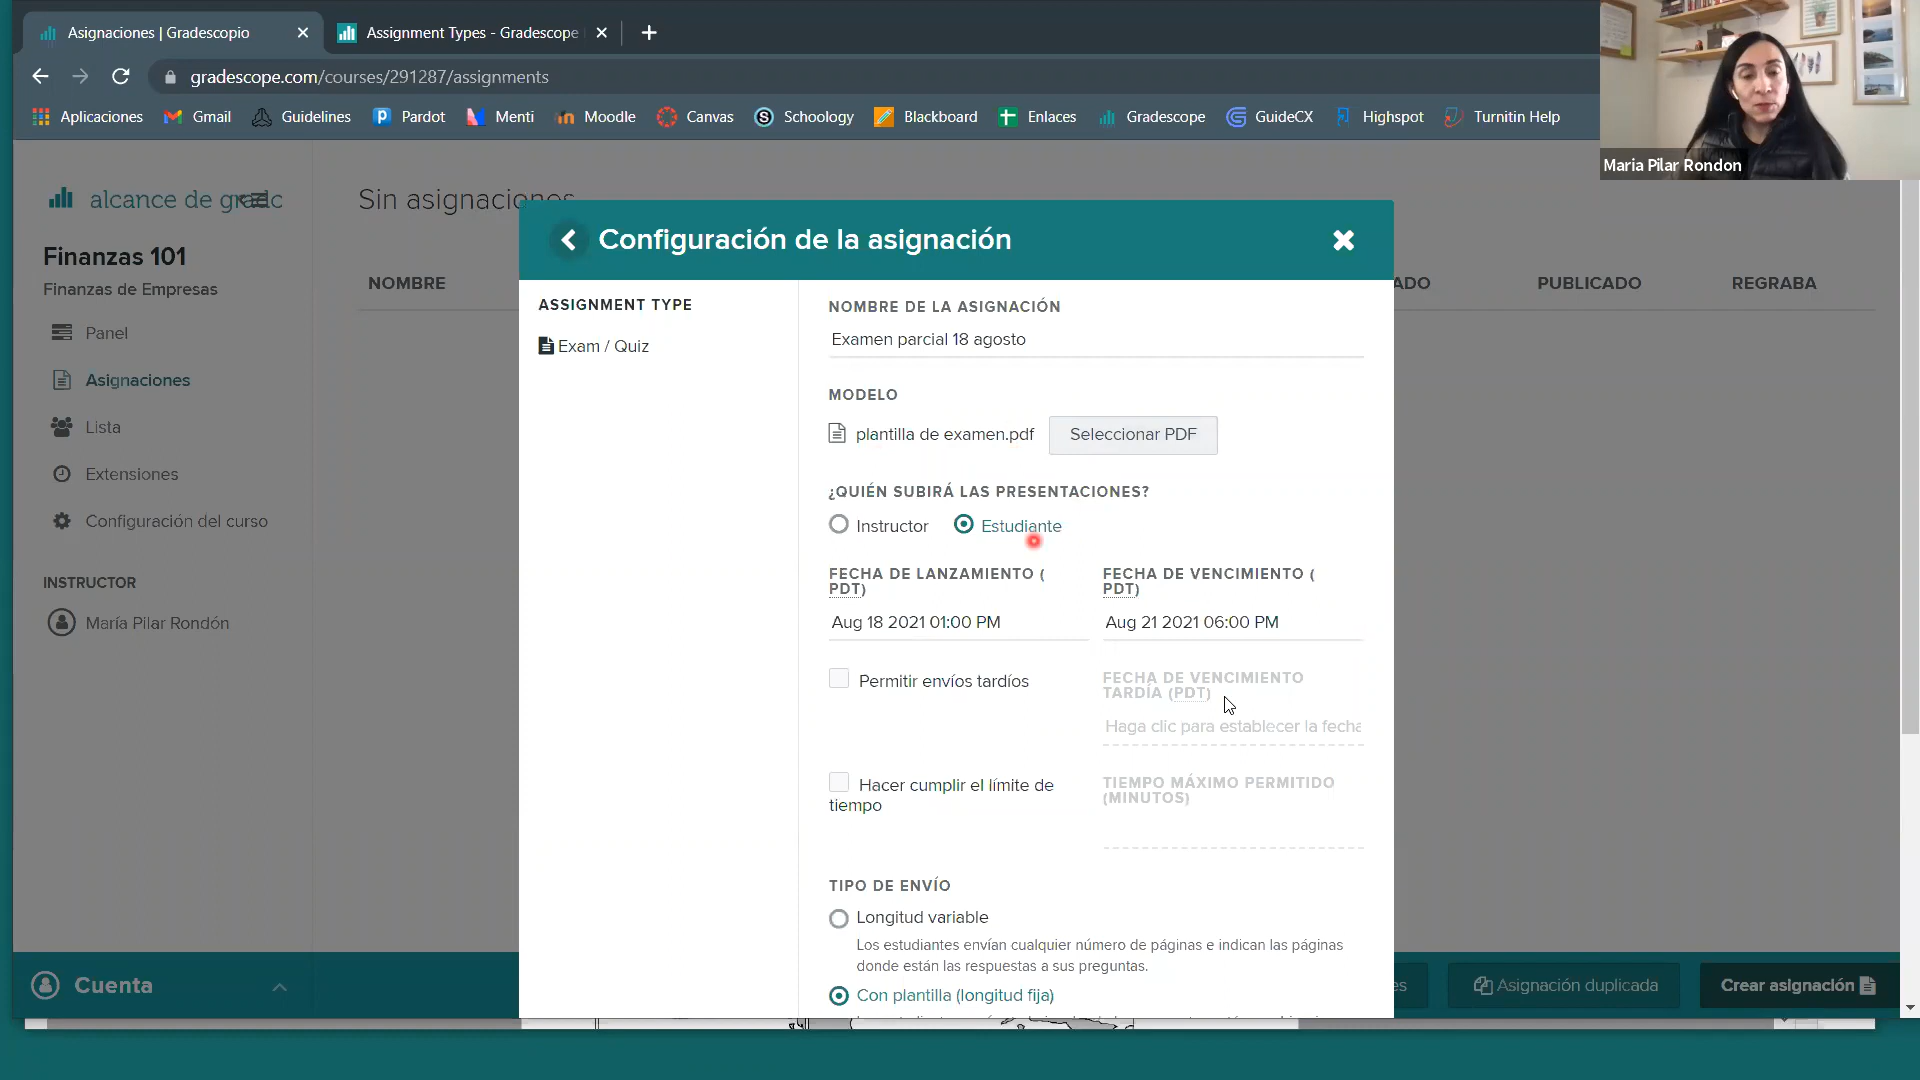 Asignaciones | Gradescopio
Assignment Types - Gradescope
gradescope.com/courses/291287/assignments
Aplicaciones
Gmail
Guidelines
Pardot
Menti
Moodle
Canvas
Schoology
Blackboard
Enlaces
Gradescope
GuideCX
Highspot
Turnitin Help
Maria Pilar Rondon
alcance de gradc
Finanzas 101
Finanzas de Empresas
Panel
Asignaciones
Lista
Extensiones
Configuración del curso
INSTRUCTOR
María Pilar Rondón
Cuenta
Sin asignaciones
NOMBRE
ADO
PUBLICADO
REGRABA
Configuración de la asignación
ASSIGNMENT TYPE
Exam / Quiz
NOMBRE DE LA ASIGNACIÓN
Examen parcial 18 agosto
MODELO
plantilla de examen.pdf
Seleccionar PDF
¿QUIÉN SUBIRÁ LAS PRESENTACIONES?
Instructor
Estudiante
FECHA DE LANZAMIENTO (
PDT)
Aug 18 2021 01:00 PM
FECHA DE VENCIMIENTO (
PDT)
Aug 21 2021 06:00 PM
Permitir envíos tardíos
FECHA DE VENCIMIENTO
TARDÍA (PDT)
Haga clic para establecer la fecha
Hacer cumplir el límite de
tiempo
TIEMPO MÁXIMO PERMITIDO
(MINUTOS)
TIPO DE ENVÍO
Longitud variable
Los estudiantes envían cualquier número de páginas e indican las páginas
donde están las respuestas a sus preguntas.
Con plantilla (longitud fija)
es
Asignación duplicada
Crear asignación